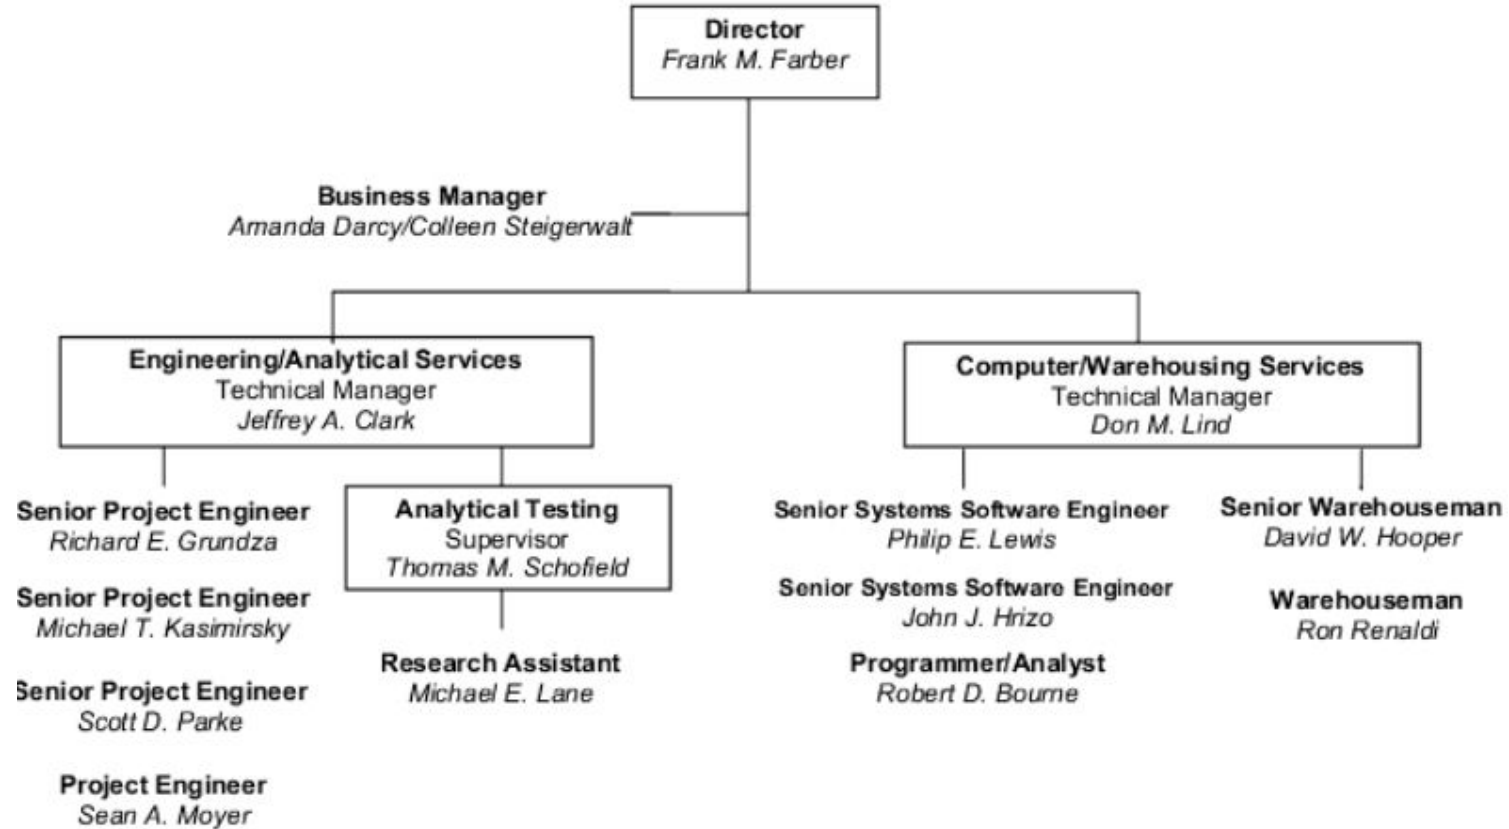 Director
Frank M. Farber
Business Manager
Amanda Darcy/Colleen Steigerwalt
Engineering/Analytical Services
Technical Manager
Jeffrey A. Clark
Computer/Warehousing Services
Technical Manager
Don M. Lind
Senior Project Engineer
Richard E. Grundza
Senior Project Engineer
Michael T. Kasimirsky
Senior Project Engineer
Scott D. Parke
Project Engineer
Sean A. Moyer
Analytical Testing
Supervisor
Thomas M. Schofield
Research Assistant
Michael E. Lane
Senior Systems Software Engineer
Philip E. Lewis
Senior Systems Software Engineer
John J. Hrizo
Programmer/Analyst
Robert D. Bourne
Senior Warehouseman
David W. Hooper
Warehouseman
Ron Renaldi